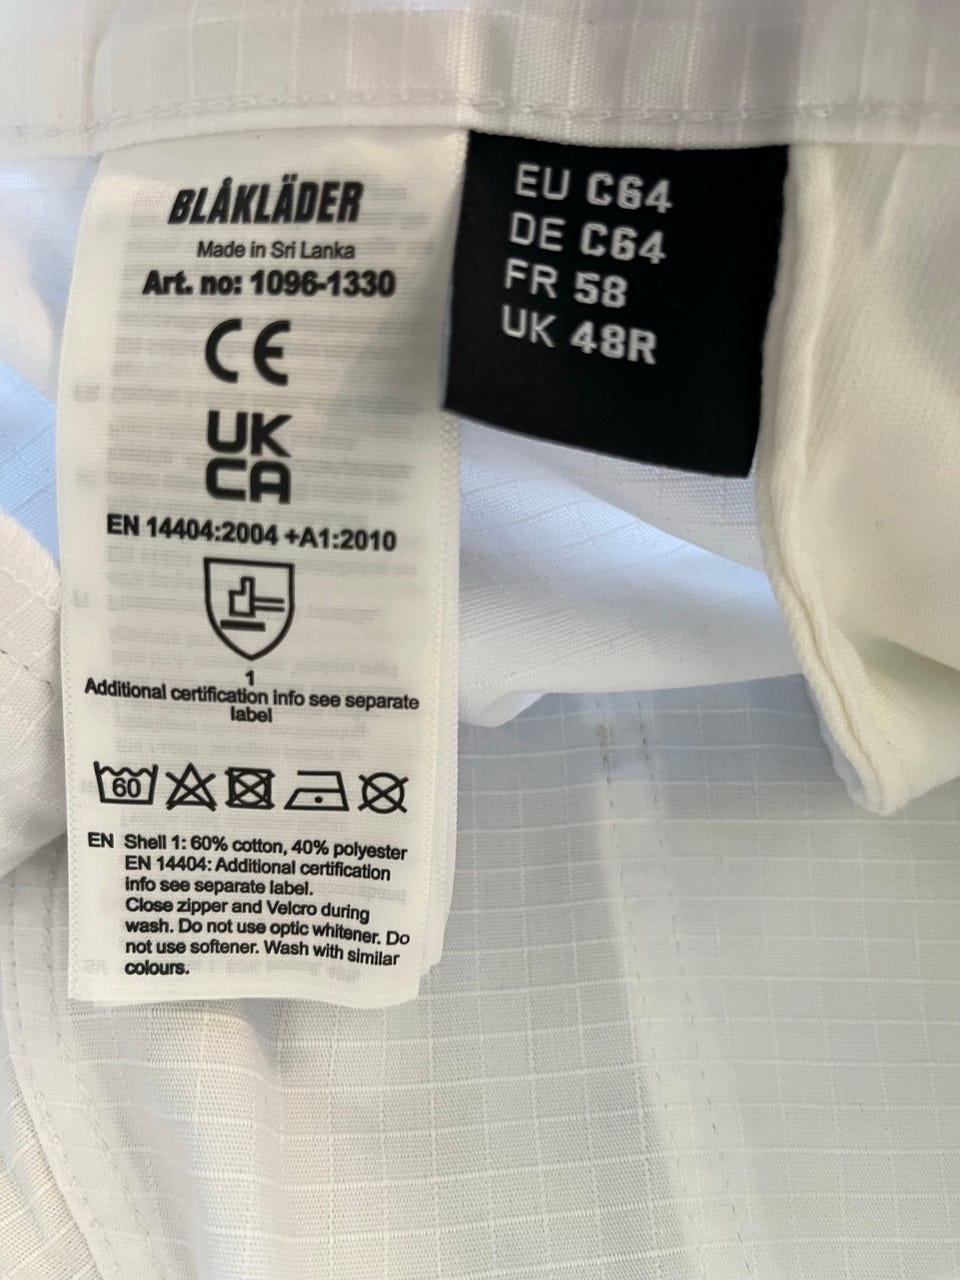 BLÅKLÄDER
Made in Sri Lanka
Art. no: 1096-1330
CE
UK
CA
EN 14404:2004 +A1:2010
1
Additional certification info see separate
label
60
EN Shell 1: 60% cotton, 40% polyester
EN 14404: Additional certification
info see separate label.
Close zipper and Velcro during
wash. Do not use optic whitener. Do
not use softener. Wash with similar
colours.
EU C64
DE C64
FR 58
UK 48R